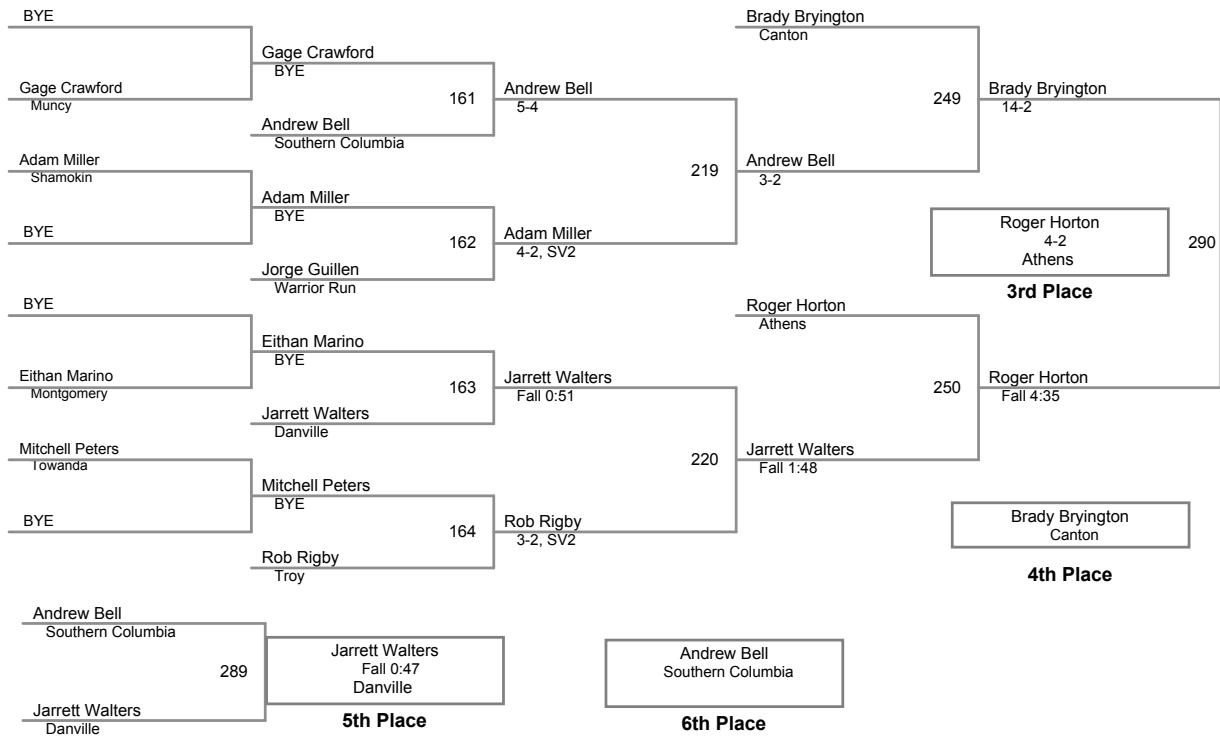 BYE
Gage Crawford
Muncy
Adam Miller
Shamokin
BYE
BYE
Eithan Marino
Montgomery
Mitchell Peters
Towanda
BYE
Gage Crawford
BYE
161
Andrew Bell
Southern Columbia
Adam Miller
BYE
162
Jorge Guillen
Warrior Run
Eithan Marino
BYE
163
Jarrett Walters
Danville
Mitchell Peters
BYE
164
Rob Rigby
Troy
Andrew Bell
5-4
219
Adam Miller
4-2, SV2
Jarrett Walters
Fall 0:51
220
Rob Rigby
3-2, SV2
Brady Bryington
Canton
249
Andrew Bell
3-2
Roger Horton
Athens
250
Jarrett Walters
Fall 1:48
Brady Bryington
14-2
Roger Horton
4-2
Athens
290
3rd Place
Roger Horton
Fall 4:35
Brady Bryington
Canton
4th Place
Andrew Bell
Southern Columbia
289
Jarrett Walters
Danville
Jarrett Walters
Fall 0:47
Danville
5th Place
Andrew Bell
Southern Columbia
6th Place